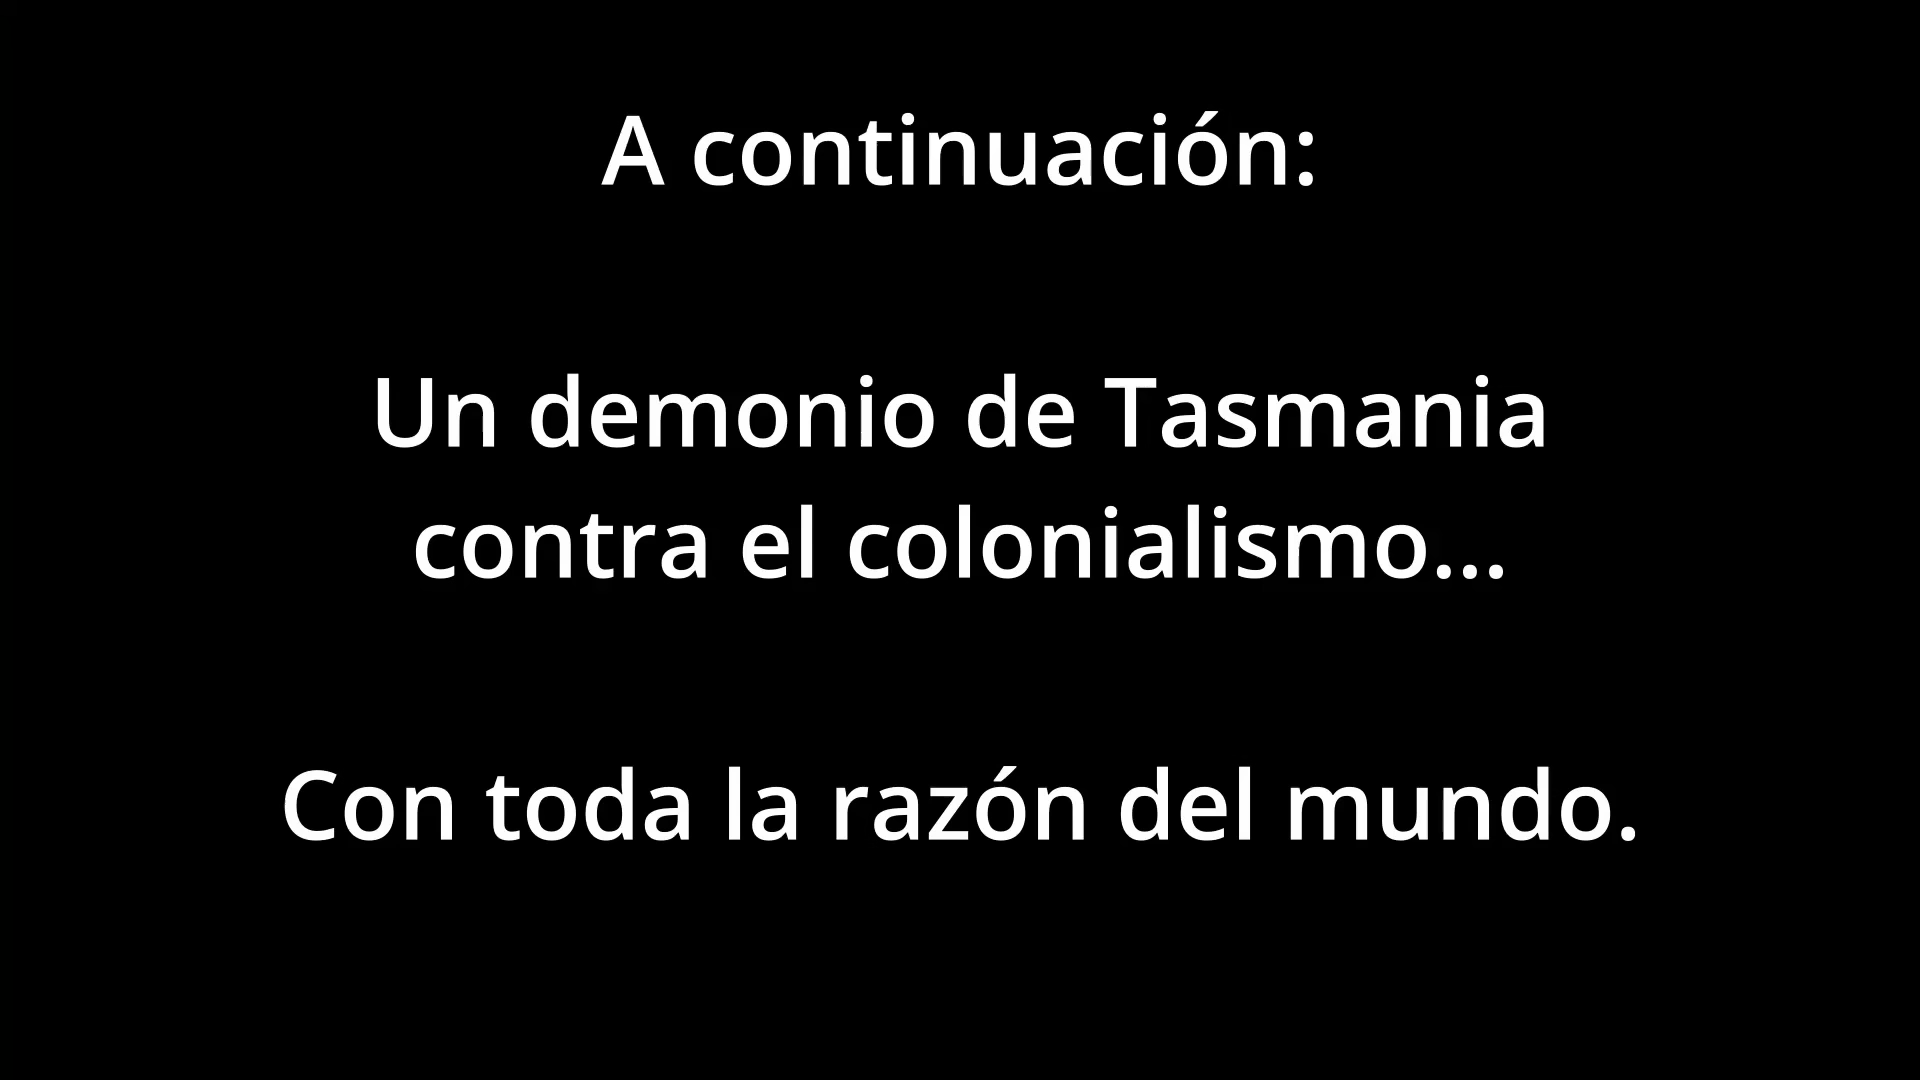 A continuación:
Un demonio de Tasmania
contra el colonialismo...
Con toda la razón del mundo.